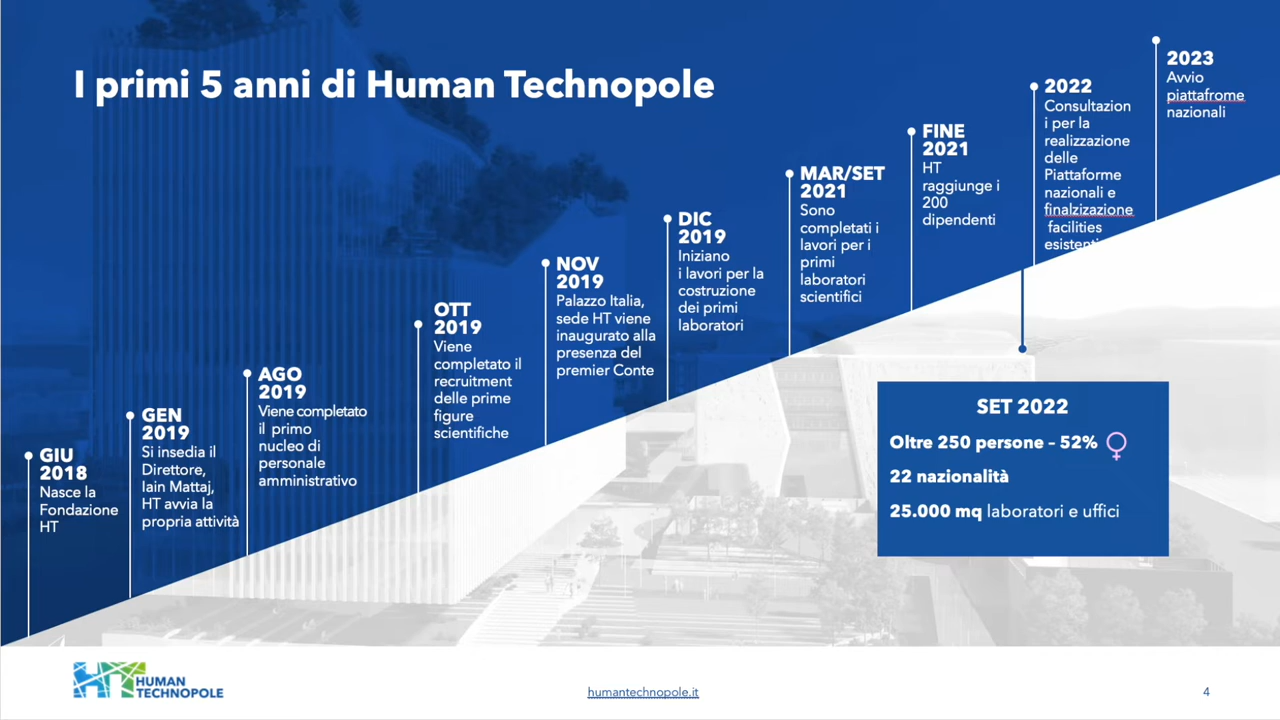 I primi 5 anni di Human Technopole
GIU
2018
Nasce la
Fondazione
HT
GEN
2019
Si insedia il
Direttore,
Iain Mattaj,
HT avvia la
propria attività
AGO
2019
Viene completato
il primo
nucleo di
personale
amministrativo
OTT
2019
Viene
completato il
recruitment
delle prime
figure
scientifiche
NOV
2019
Palazzo Italia,
sede HT viene
inaugurato alla
presenza del
premier Conte
DIC
2019
Iniziano
i lavori per la
costruzione
dei primi
laboratori
MAR/SET
2021
Sono
completati i
lavori per i
primi
laboratori
scientifici
FINE
2021
HT
raggiunge i
200
dipendenti
2022
Consultazion
i per la
realizzazione
delle
Piattaforme
nazionali e
finalzizazione
facilities
esistenti
2023
Avvio
piattafrome
nazionali
SET 2022
Oltre 250 persone – 52% ♀
22 nazionalità
25.000 mq laboratori e uffici
HT HUMAN
TECHNOPOLE
humantechnopole.it
4